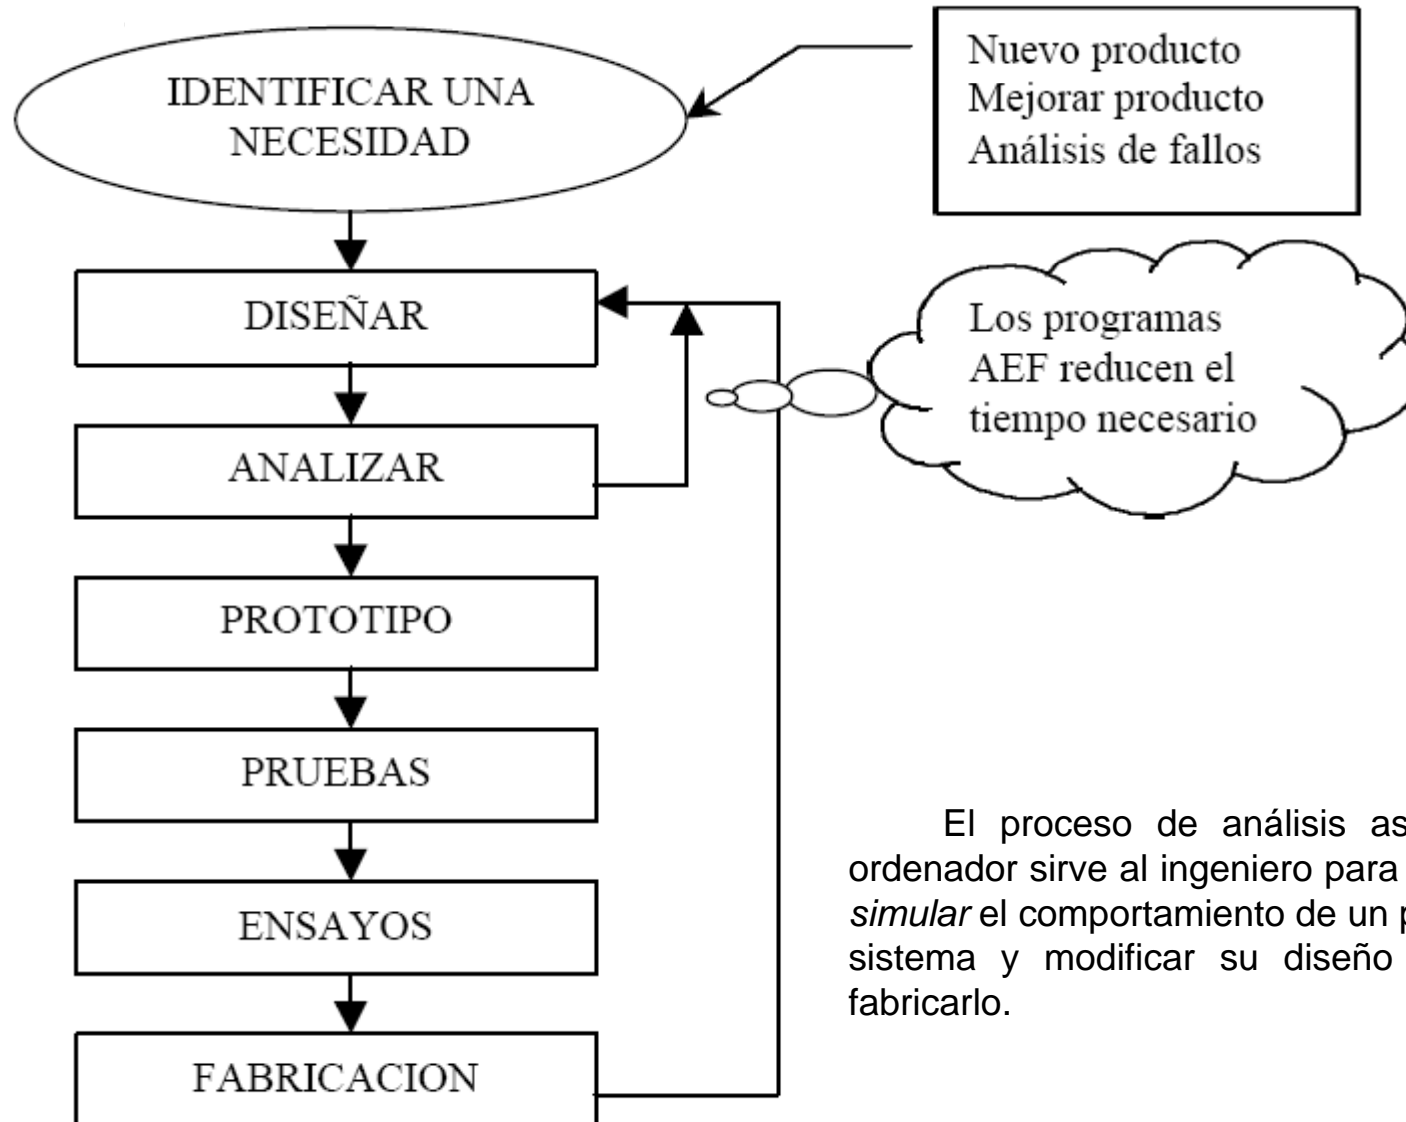 IDENTIFICAR UNA
NECESIDAD
Nuevo producto
Mejorar producto
Análisis de fallos
DISEÑAR
Los programas
AEF reducen el
tiempo necesario
ANALIZAR
PROTOTIPO
PRUEBAS
ENSAYOS
FABRICACION
El proceso de análisis
ordenador sirve al ingeniero para
simular el comportamiento de un
sistema y modificar su diseño
fabricarlo.